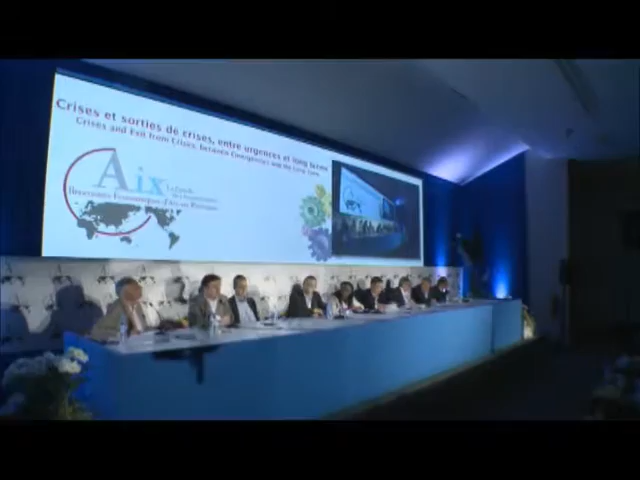 Crises et sorties de crises, entre urgences et long terme
Crises and Exit from Crises, between Emergencies and the Long Term
Aix
Rencontres Économiques d'Aix-en-Provence